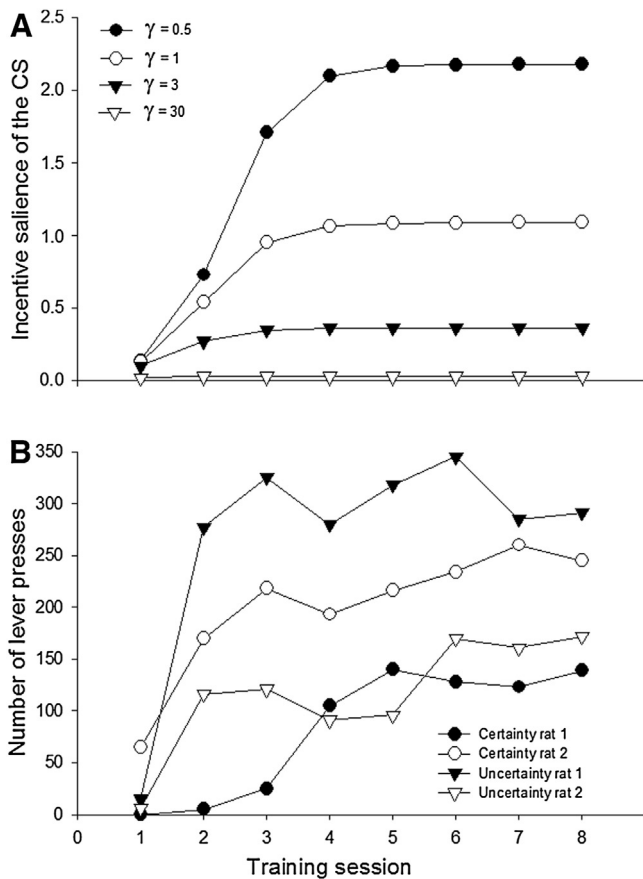 A
2.5
2.0
1.5
1.0
0.5
0.0
Incentive salience of the CS
γ = 0.5
γ = 1
γ = 3
γ = 30
B
350
300
250
200
150
100
50
0
Number of lever presses
Certainty rat 1
Certainty rat 2
Uncertainty rat 1
Uncertainty rat 2
0 1 2 3 4 5 6 7 8
Training session